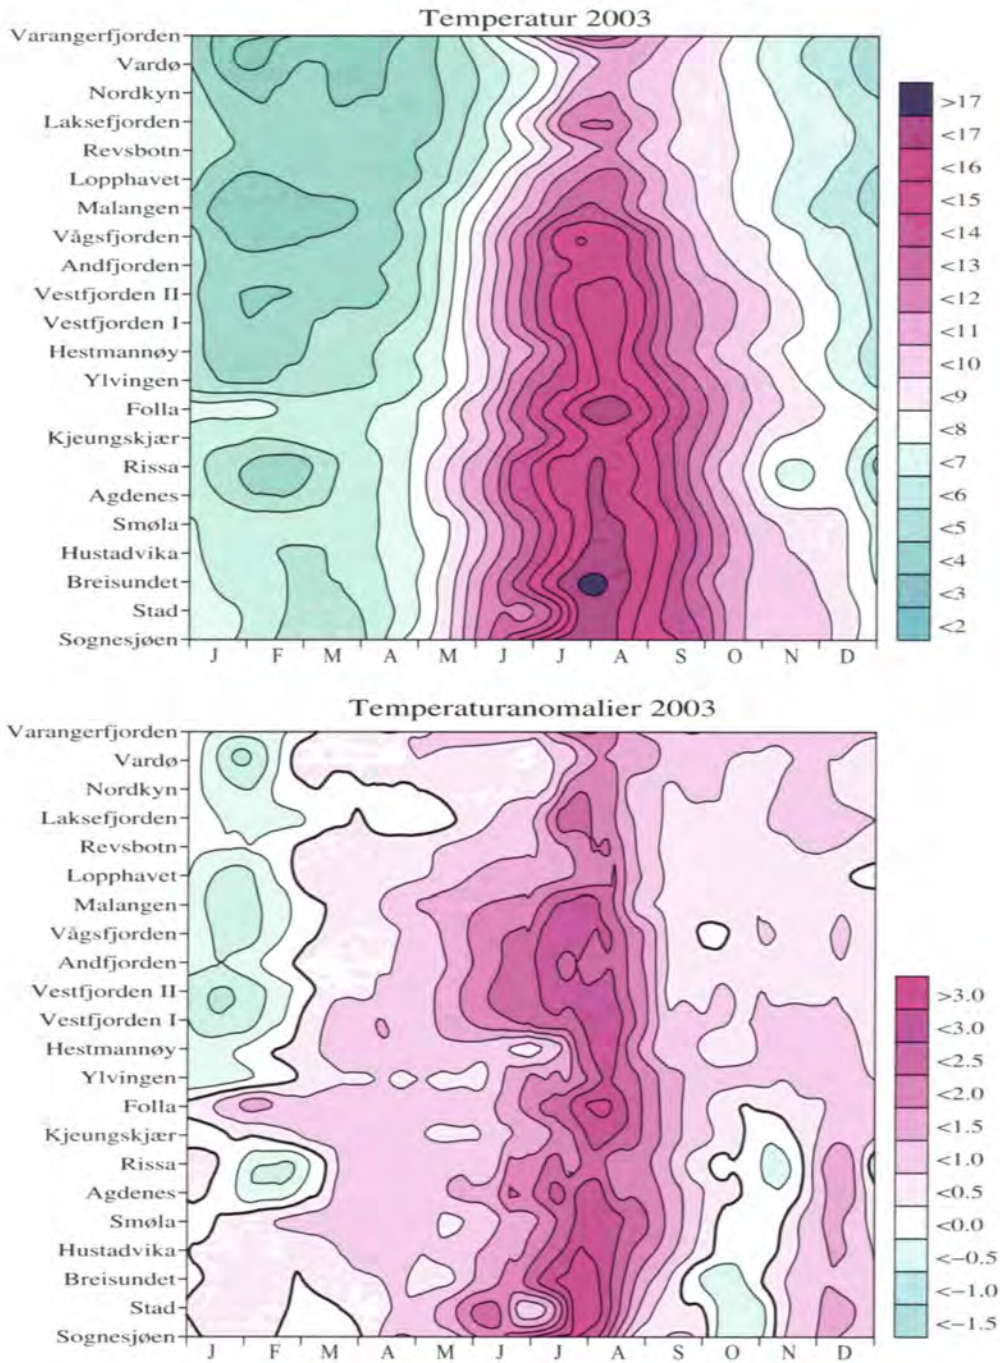 Temperatur 2003
Varangerfjorden
Vardø
Nordkyn
Laksefjorden
Revsbotn
Lopphavet
Malangen
Vågsfjorden
Andfjorden
Vestfjorden II
Vestfjorden I
Hestmannøy
Ylvingen
Folla
Kjeungskjær
Rissa
Agdenes
Smøla
Hustadvika
Breisundet
Stad
Sognesjøen
J F M A M J J A S O N D
>17
<17
<16
<15
<14
<13
<12
<11
<10
<9
<8
<7
<6
<5
<4
<3
<2
Temperaturanomalier 2003
Varangerfjorden
Vardø
Nordkyn
Laksefjorden
Revsbotn
Lopphavet
Malangen
Vågsfjorden
Andfjorden
Vestfjorden II
Vestfjorden I
Hestmannøy
Ylvingen
Folla
Kjeungskjær
Rissa
Agdenes
Smøla
Hustadvika
Breisundet
Stad
Sognesjøen
J F M A M J J A S O N D
>3.0
<3.0
<2.5
<2.0
<1.5
<1.0
<0.5
<0.0
<-0.5
<-1.0
<-1.5